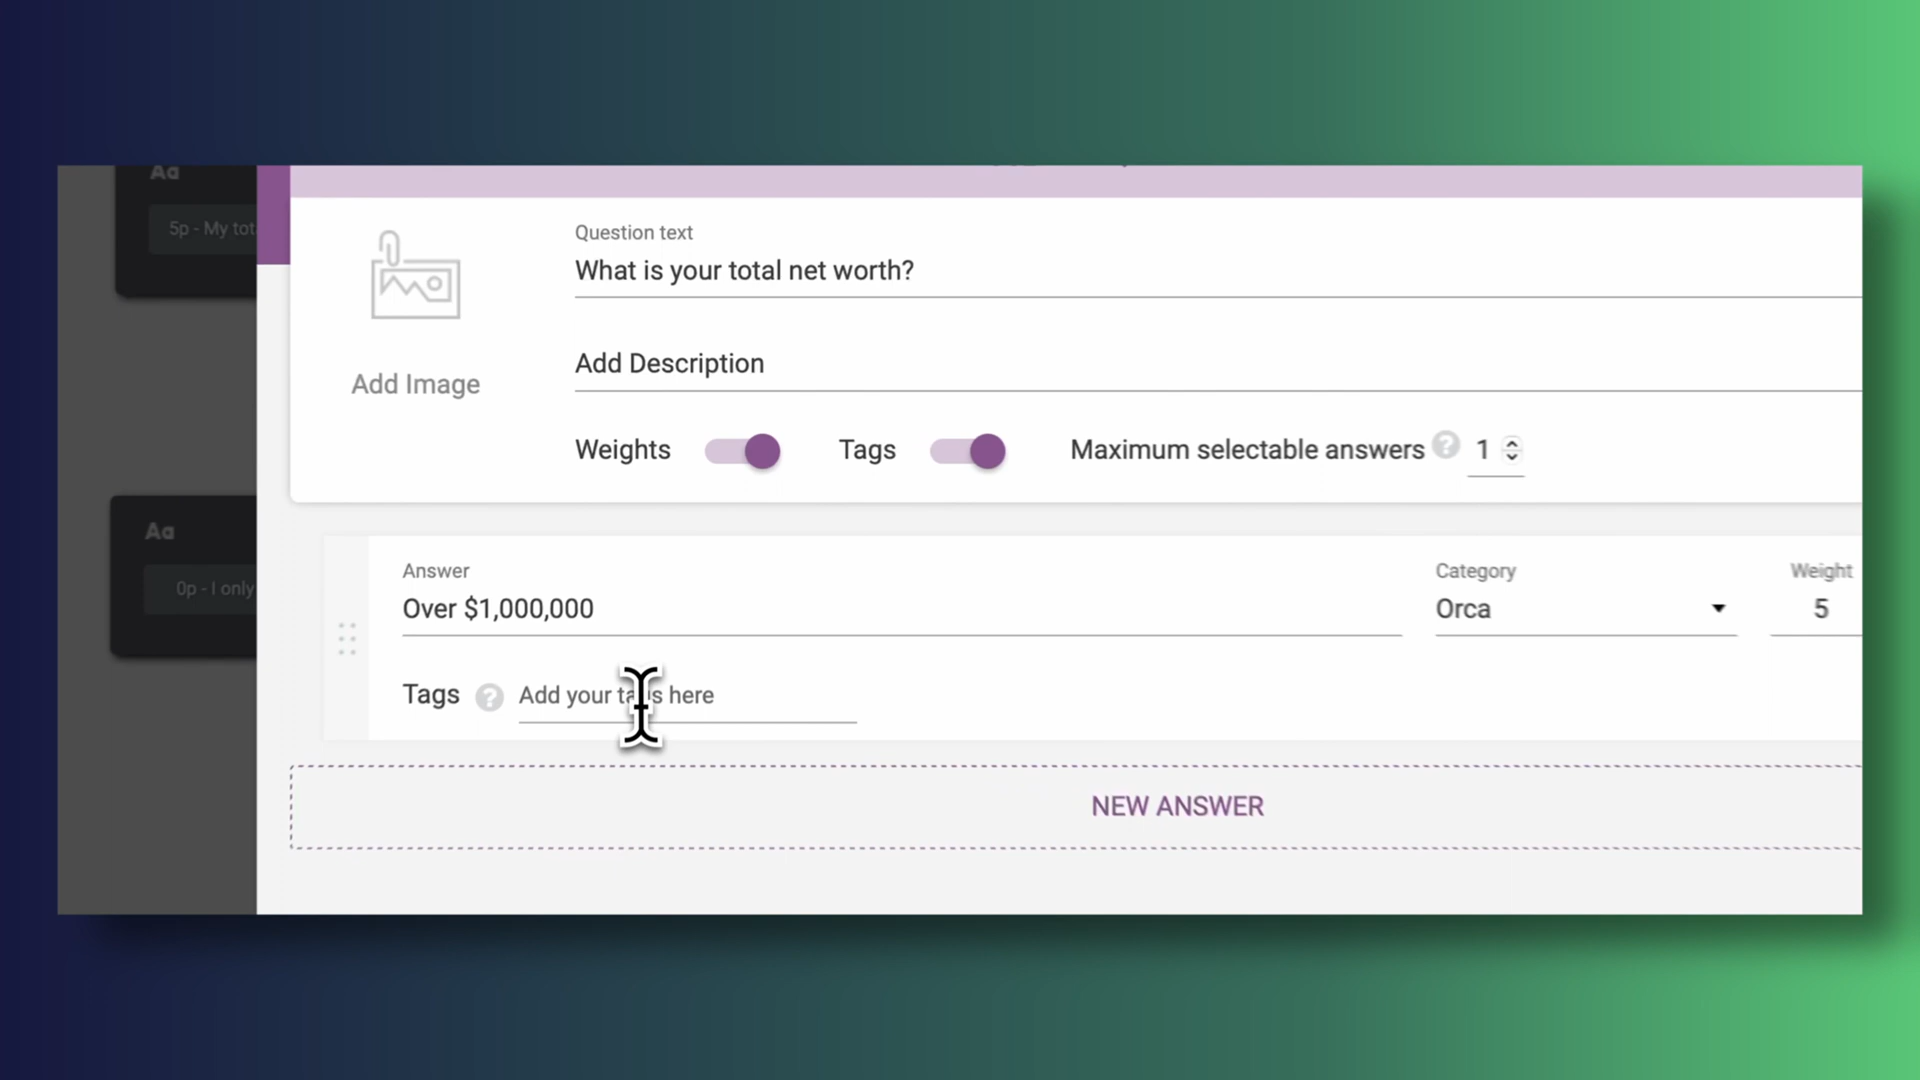 Aa
5p - My tot
Question text
What is your total net worth?
Add Image
Add Description
Weights
Tags
Maximum selectable answers ? 1
Aa
0p - I only
Answer
Over $1,000,000
Category
Orca
Weight
5
Tags ? Add your tags here
NEW ANSWER